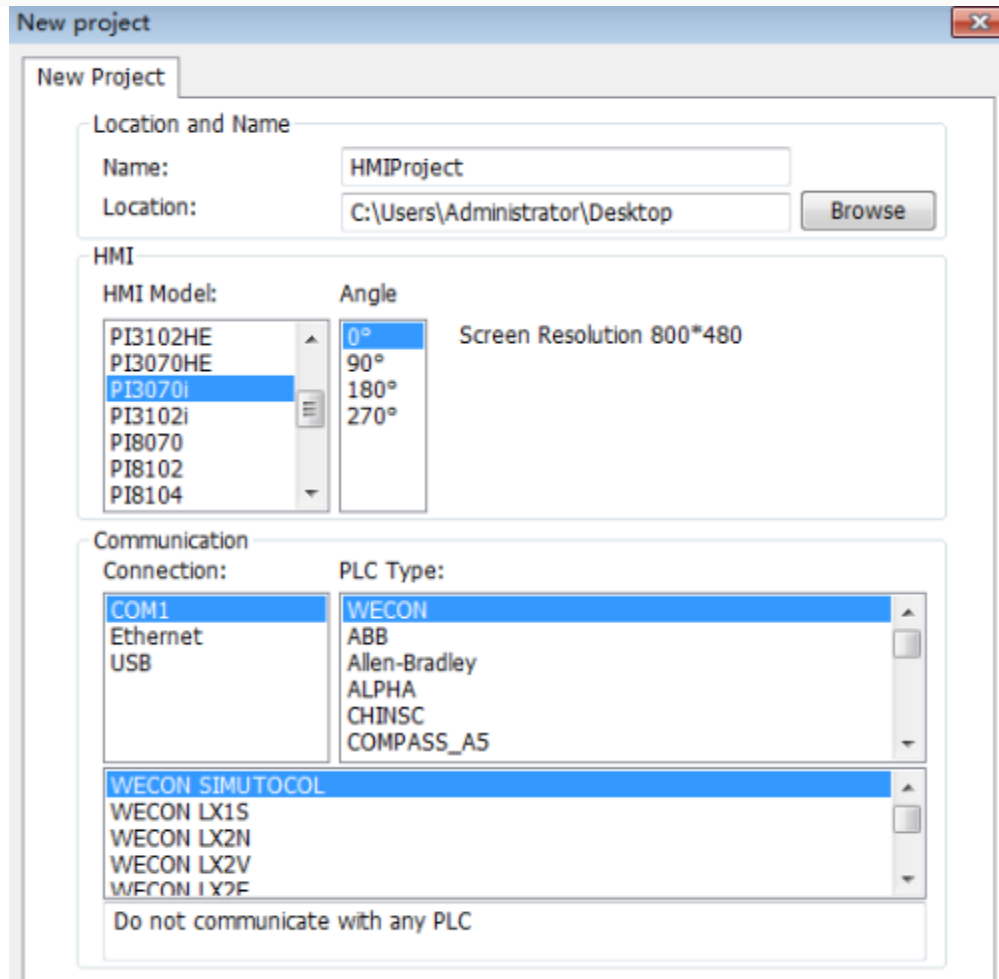 New project
New Project
Location and Name
Name: HMIProject
Location: C:\Users\Administrator\Desktop Browse
HMI
HMI Model: Angle
PI3102HE 0° Screen Resolution 800*480
PI3070HE 90°
PI3070i 180°
PI3102i 270°
PI8070
PI8102
PI8104
Communication
Connection: PLC Type:
COM1 WECON
Ethernet ABB
USB Allen-Bradley
ALPHA
CHINSC
COMPASS_A5
WECON SIMUTOCOL
WECON LX1S
WECON LX2N
WECON LX2V
WECON LX2E
Do not communicate with any PLC